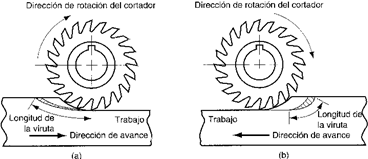 Dirección de rotación del cortador
Longitud de
la viruta
Trabajo
Dirección de avance
(a)
Dirección de rotación del cortador
Trabajo
Longitud de
la viruta
Dirección de avance
(b)